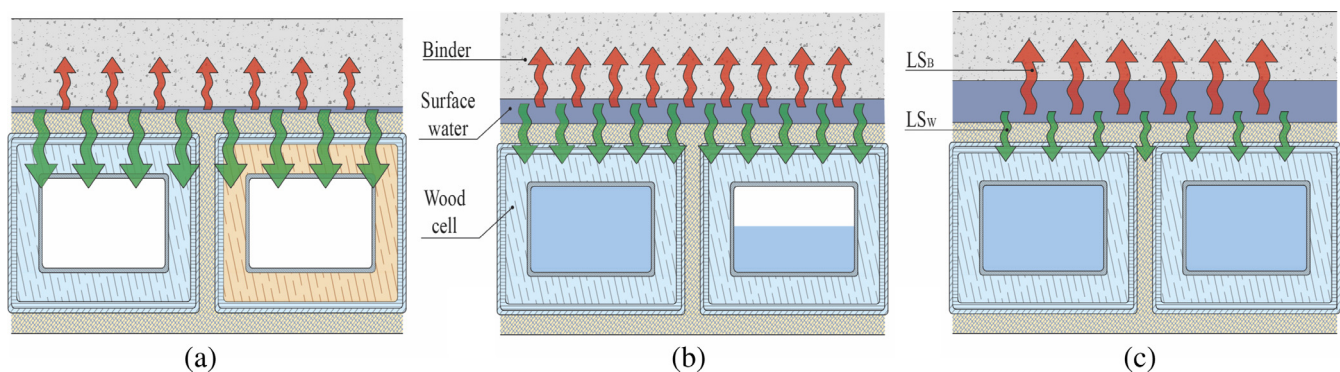 Binder
Surface
water
Wood
cell
LSB
LSW
(a)
(b)
(c)